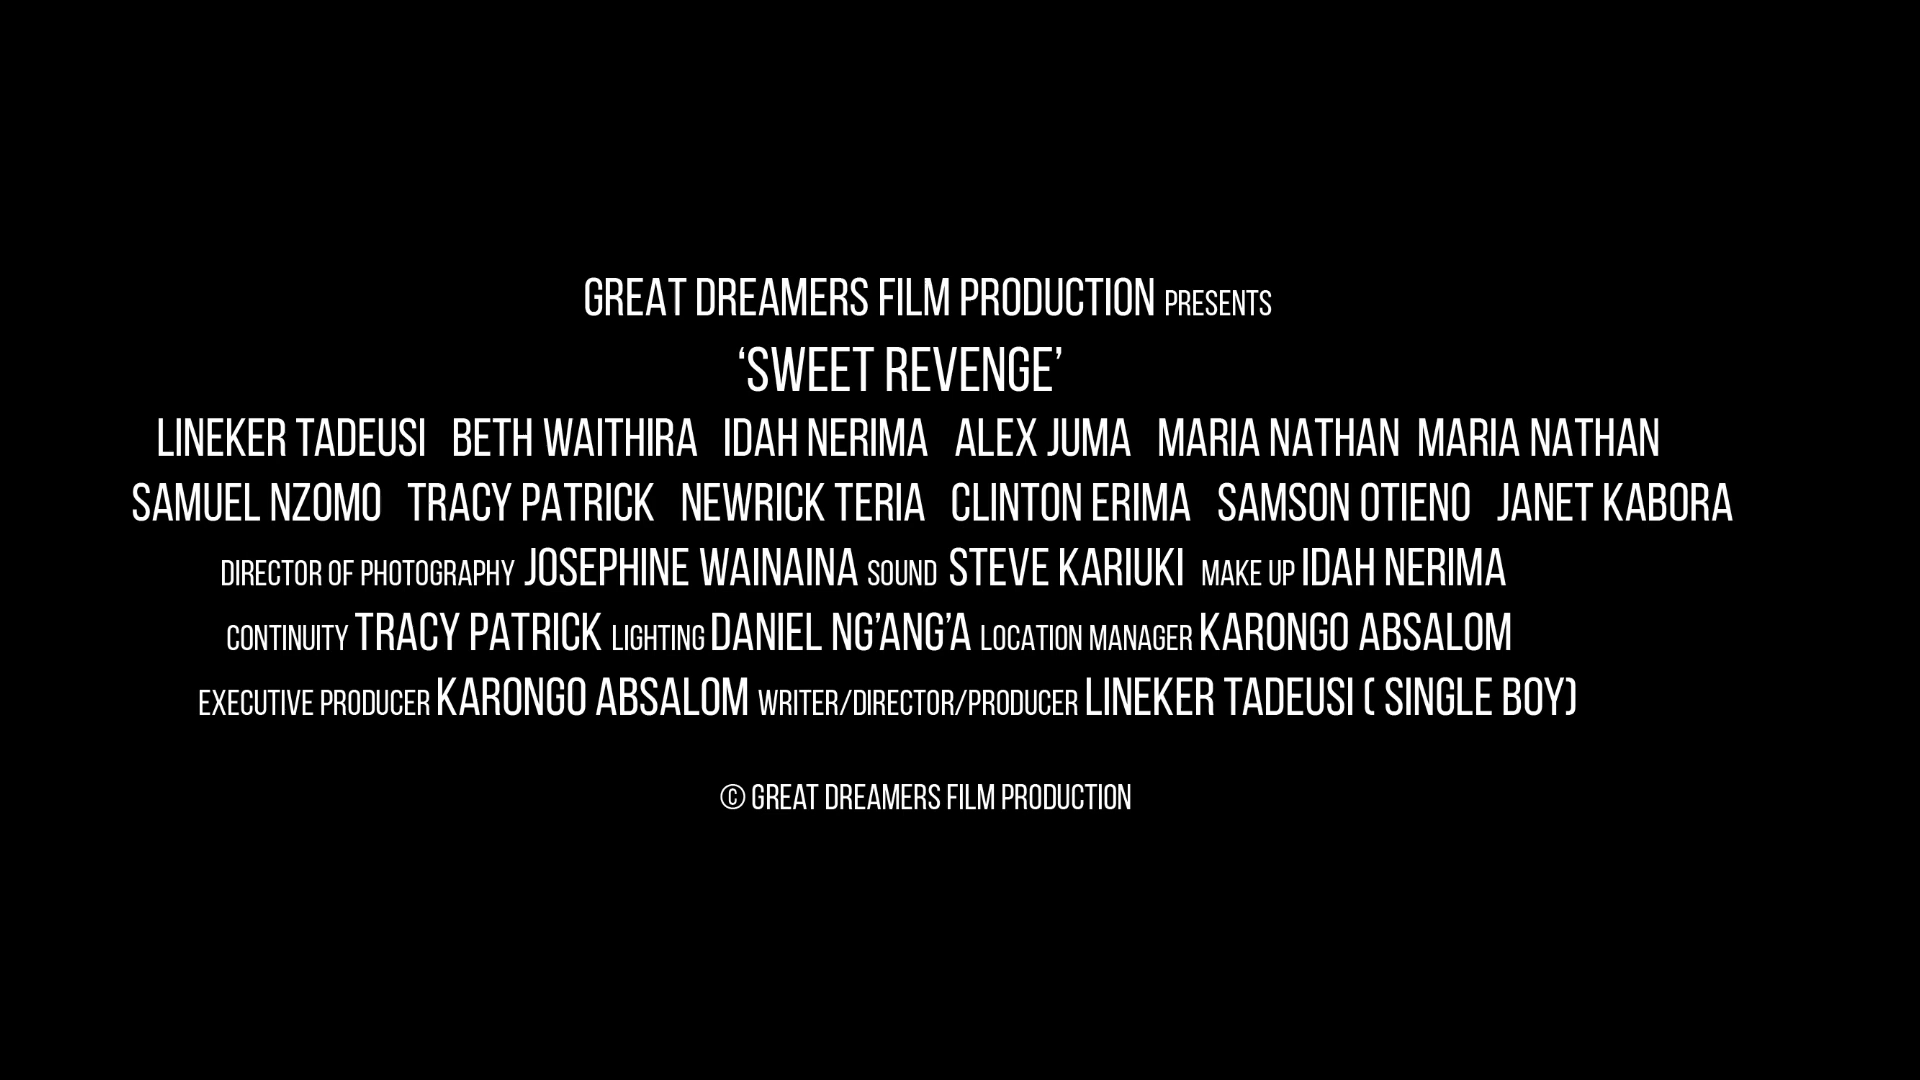 GREAT DREAMERS FILM PRODUCTION PRESENTS
‘SWEET REVENGE’
LINEKER TADEUSI BETH WAITHIRA IDAH NERIMA ALEX JUMA MARIA NATHAN MARIA NATHAN
SAMUEL NZOMO TRACY PATRICK NEWRICK TERIA CLINTON ERIMA SAMSON OTIENO JANET KABORA
DIRECTOR OF PHOTOGRAPHY JOSEPHINE WAINAINA SOUND STEVE KARIUKI MAKE UP IDAH NERIMA
CONTINUITY TRACY PATRICK LIGHTING DANIEL NG’ANG’A LOCATION MANAGER KARONGO ABSALOM
EXECUTIVE PRODUCER KARONGO ABSALOM WRITER/DIRECTOR/PRODUCER LINEKER TADEUSI ( SINGLE BOY)
© GREAT DREAMERS FILM PRODUCTION